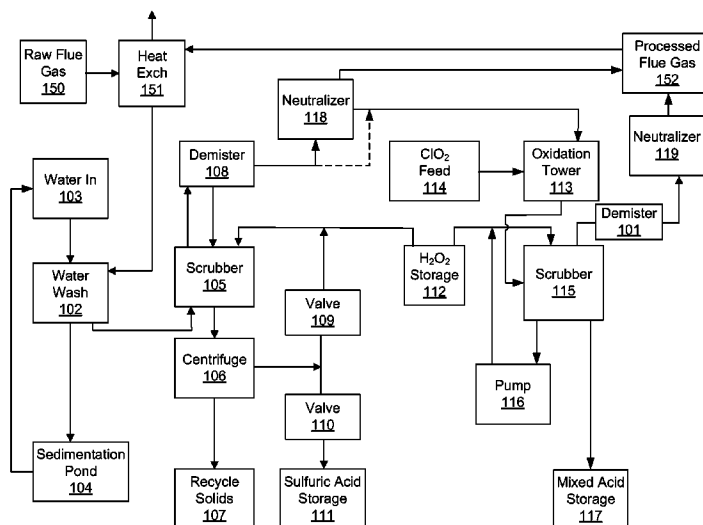 Raw Flue
Gas
150
Heat
Exch
151
Processed
Flue Gas
152
Neutralizer
118
Neutralizer
119
Demister
108
ClO₂
Feed
114
Oxidation
Tower
113
Water In
103
Demister
101
Water
Wash
102
Scrubber
105
H₂O₂
Storage
112
Scrubber
115
Valve
109
Centrifuge
106
Pump
116
Valve
110
Sedimentation
Pond
104
Recycle
Solids
107
Sulfuric Acid
Storage
111
Mixed Acid
Storage
117